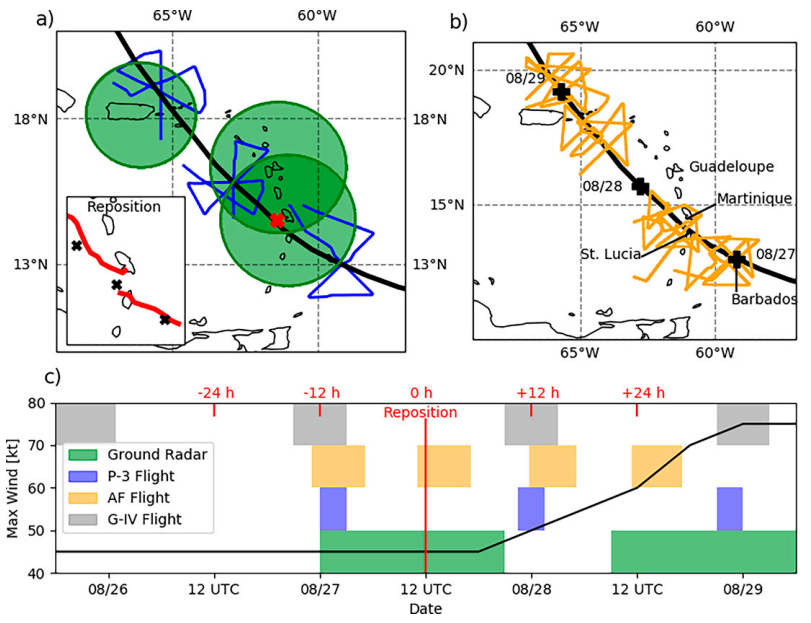 a)
65°W
60°W
18°N
13°N
Reposition
b)
65°W
60°W
20°N
15°N
08/29
08/28
08/27
Guadeloupe
Martinique
St. Lucia
Barbados
65°W
60°W
c)
-24 h
-12 h
0 h
+12 h
+24 h
Reposition
Max Wind [kt]
80
70
60
50
40
Ground Radar
P-3 Flight
AF Flight
G-IV Flight
08/26
12 UTC
08/27
12 UTC
08/28
12 UTC
08/29
Date